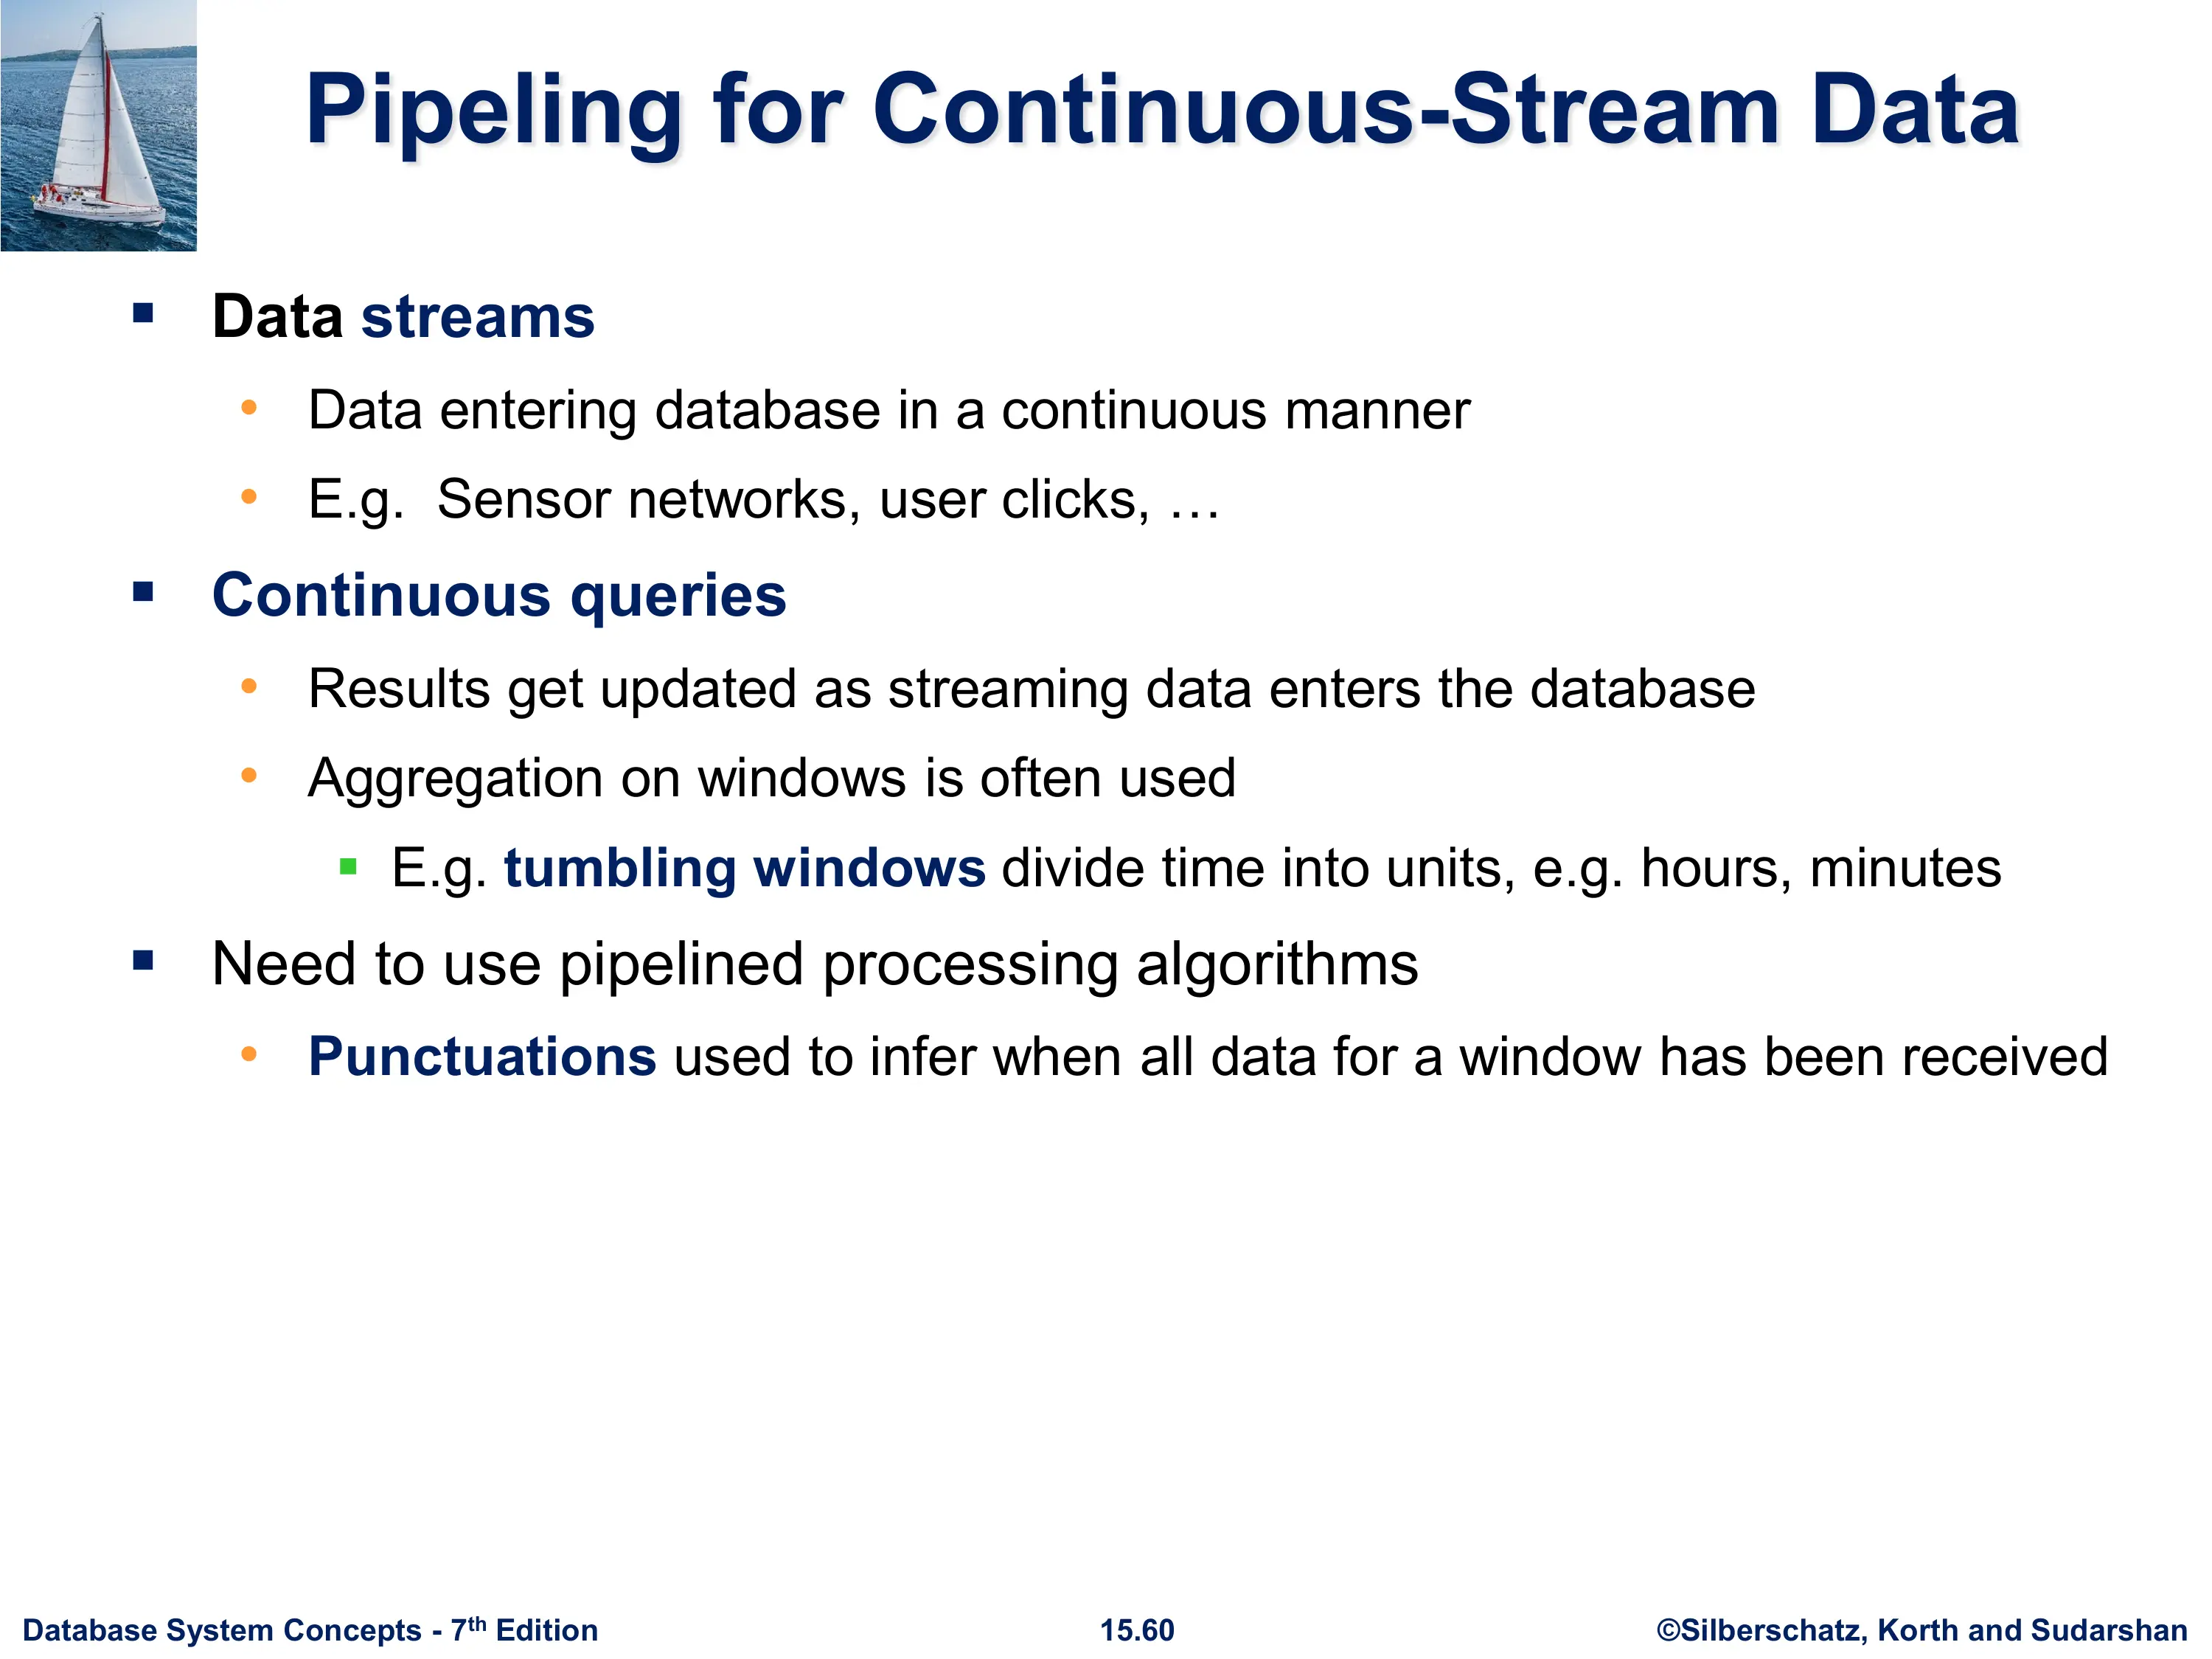 Pipeling for Continuous-Stream Data
▪ Data streams
• Data entering database in a continuous manner
• E.g.  Sensor networks, user clicks, …
▪ Continuous queries
• Results get updated as streaming data enters the database
• Aggregation on windows is often used
▪ E.g. tumbling windows divide time into units, e.g. hours, minutes
▪ Need to use pipelined processing algorithms
• Punctuations used to infer when all data for a window has been received
Database System Concepts - 7th Edition
15.60
©Silberschatz, Korth and Sudarshan